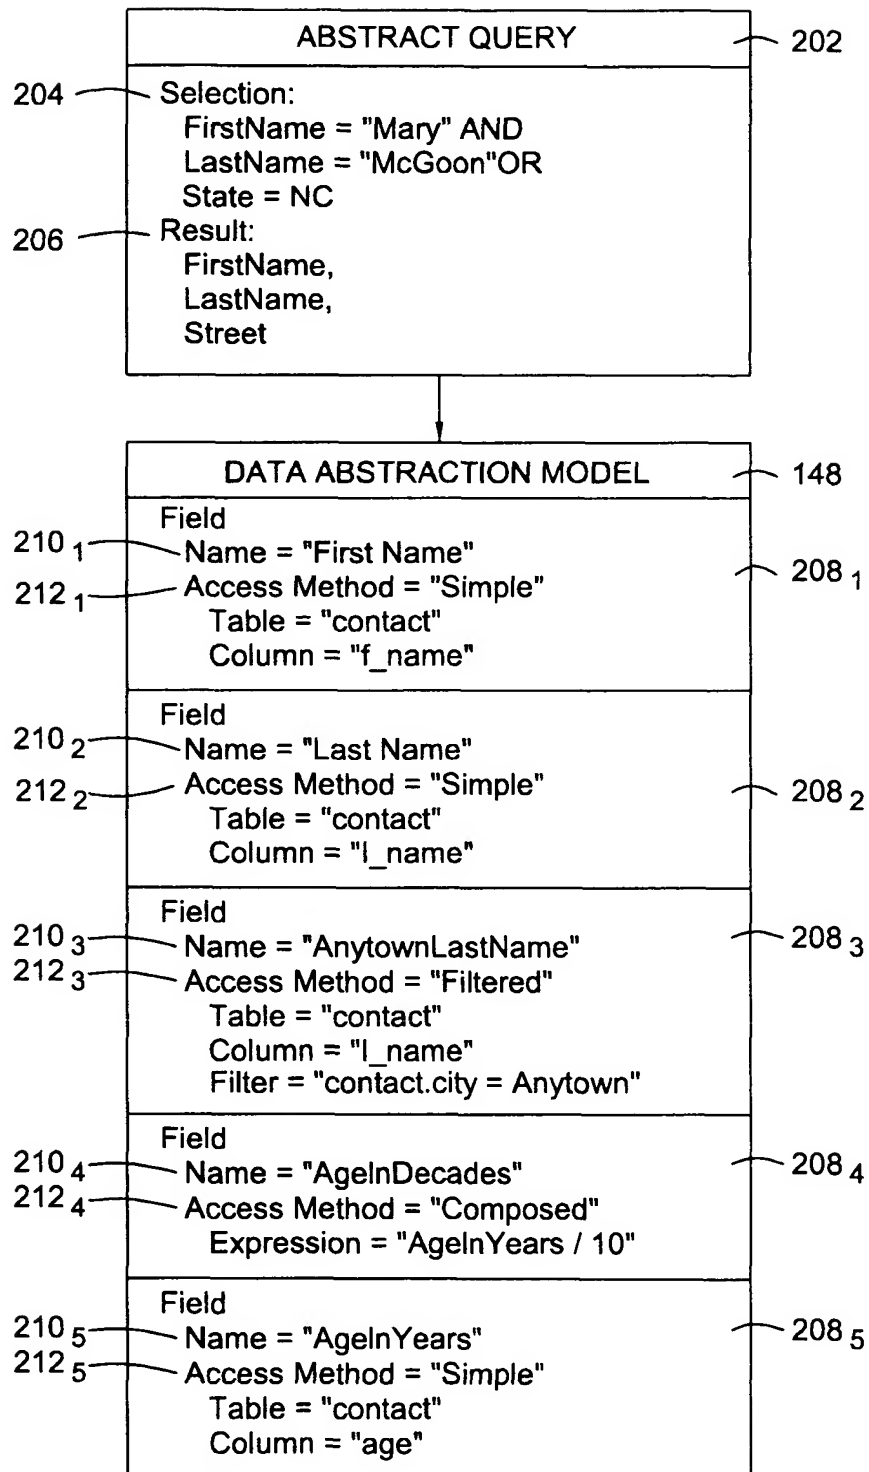 ABSTRACT QUERY 202
204 Selection:
FirstName = "Mary" AND
LastName = "McGoon"OR
State = NC
206 Result:
FirstName,
LastName,
Street
DATA ABSTRACTION MODEL 148
Field
210 1 Name = "First Name" 208 1
212 1 Access Method = "Simple"
Table = "contact"
Column = "f_name"
Field
210 2 Name = "Last Name"
212 2 Access Method = "Simple" 208 2
Table = "contact"
Column = "l_name"
Field
210 3 Name = "AnytownLastName" 208 3
212 3 Access Method = "Filtered"
Table = "contact"
Column = "l_name"
Filter = "contact.city = Anytown"
Field
210 4 Name = "AgeInDecades" 208 4
212 4 Access Method = "Composed"
Expression = "AgeInYears / 10"
Field
210 5 Name = "AgeInYears" 208 5
212 5 Access Method = "Simple"
Table = "contact"
Column = "age"